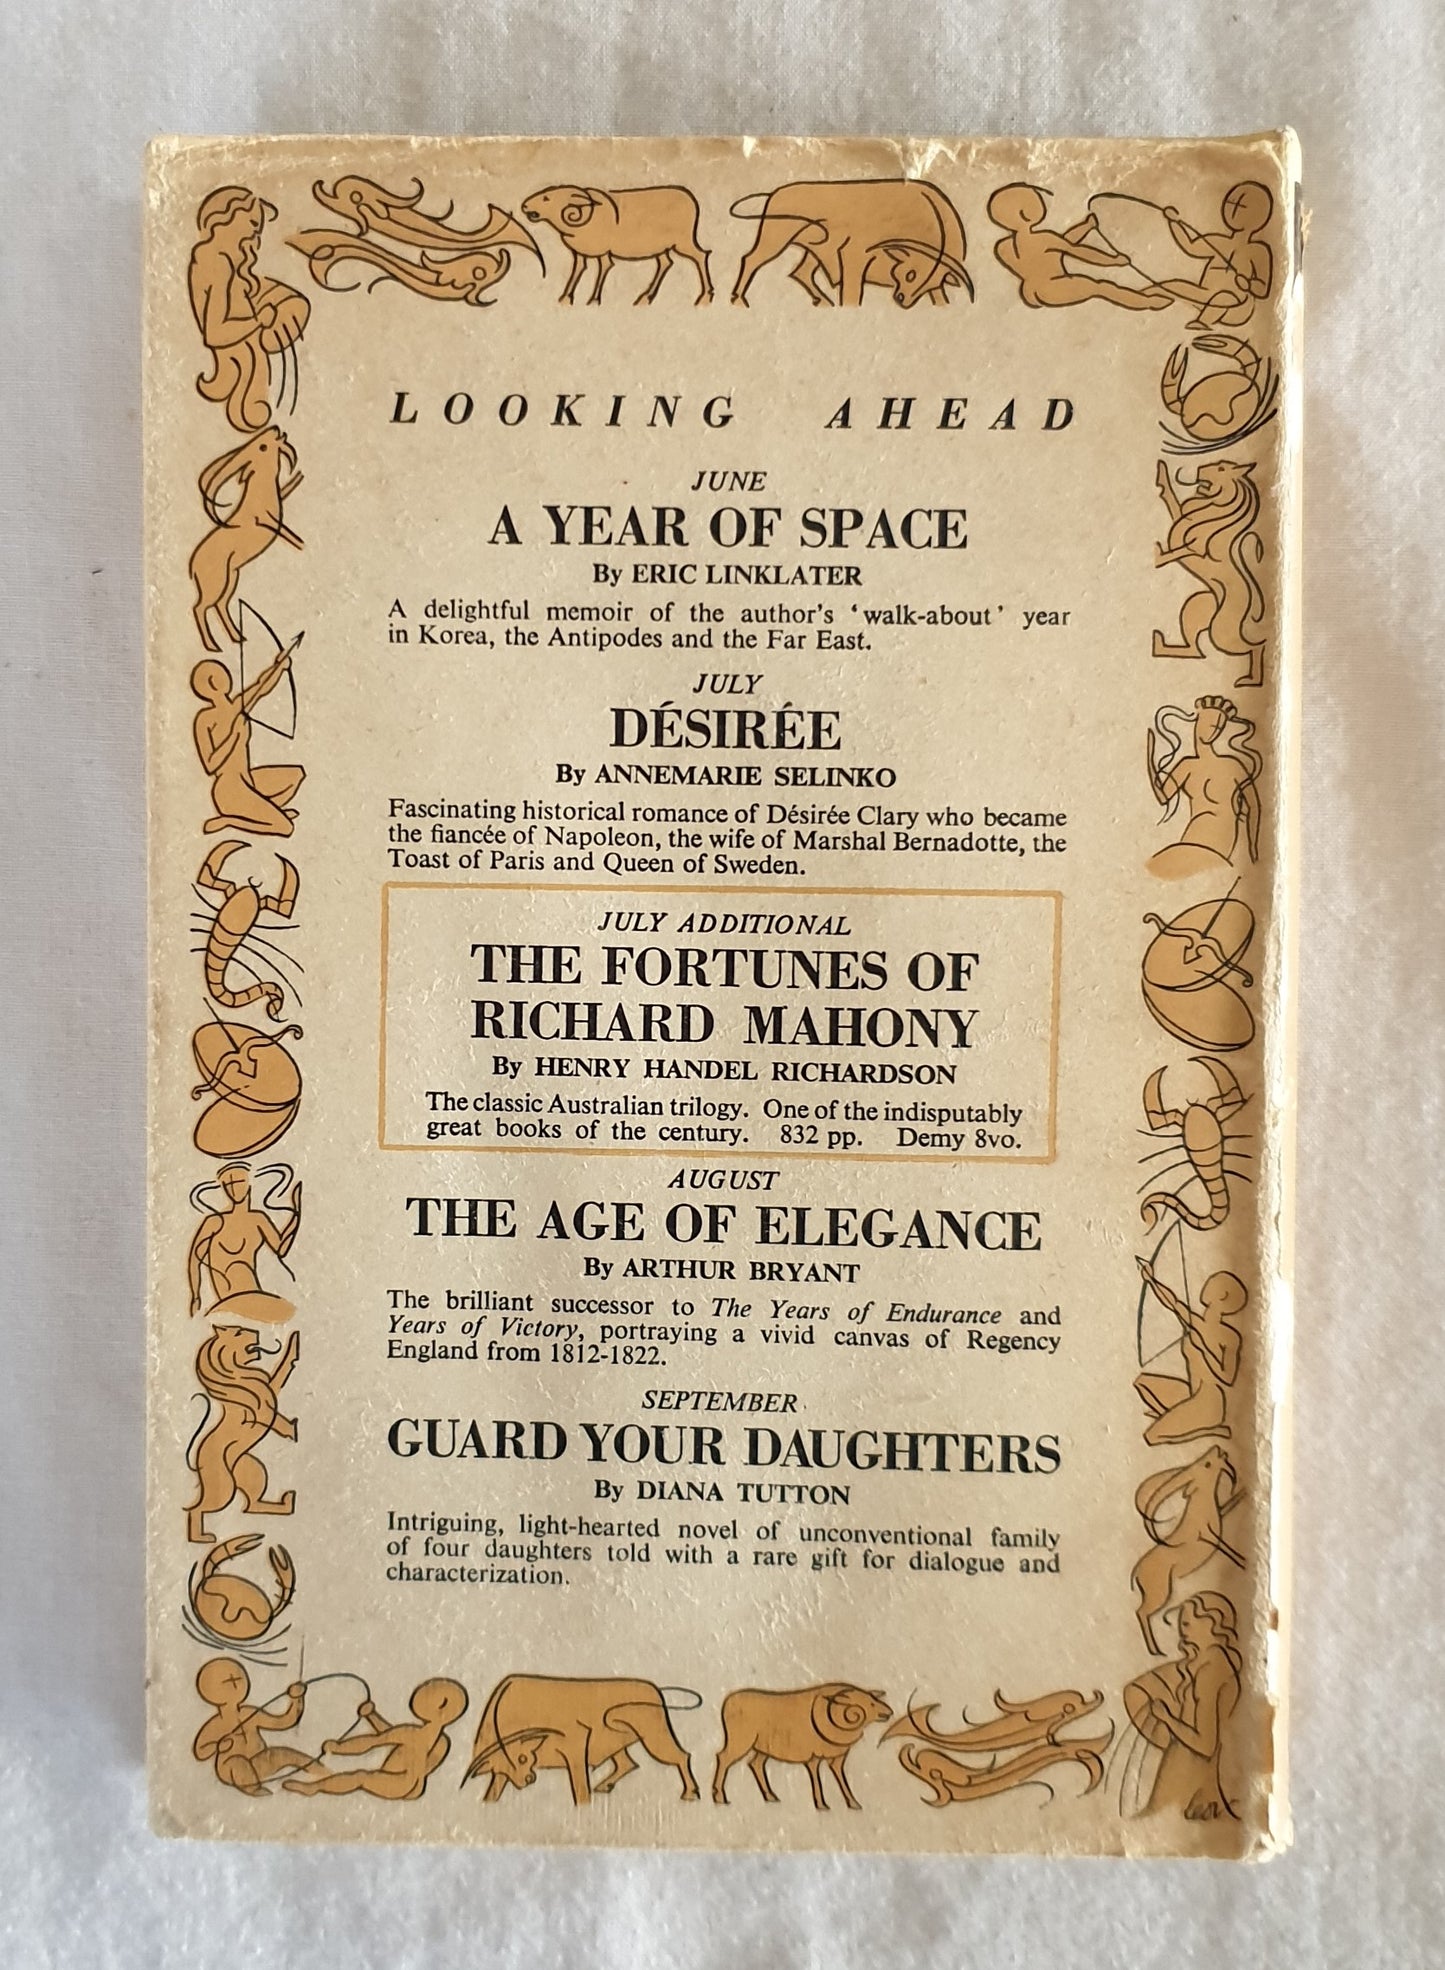 LOOKING AHEAD
JUNE
A YEAR OF SPACE
By ERIC LINKLATER
A delightful memoir of the author's ‘walk-about’ year
in Korea, the Antipodes and the Far East.
JULY
DÉSIRÉE
By ANNEMARIE SELINKO
Fascinating historical romance of Désirée Clary who became
the fiancée of Napoleon, the wife of Marshal Bernadotte, the
Toast of Paris and Queen of Sweden.
JULY ADDITIONAL
THE FORTUNES OF
RICHARD MAHONY
By HENRY HANDEL RICHARDSON
The classic Australian trilogy. One of the indisputably
great books of the century. 832 pp. Demy 8vo.
AUGUST
THE AGE OF ELEGANCE
By ARTHUR BRYANT
The brilliant successor to The Years of Endurance and
Years of Victory, portraying a vivid canvas of Regency
England from 1812-1822.
SEPTEMBER
GUARD YOUR DAUGHTERS
By DIANA TUTTON
Intriguing, light-hearted novel of unconventional family
of four daughters told with a rare gift for dialogue and
characterization.